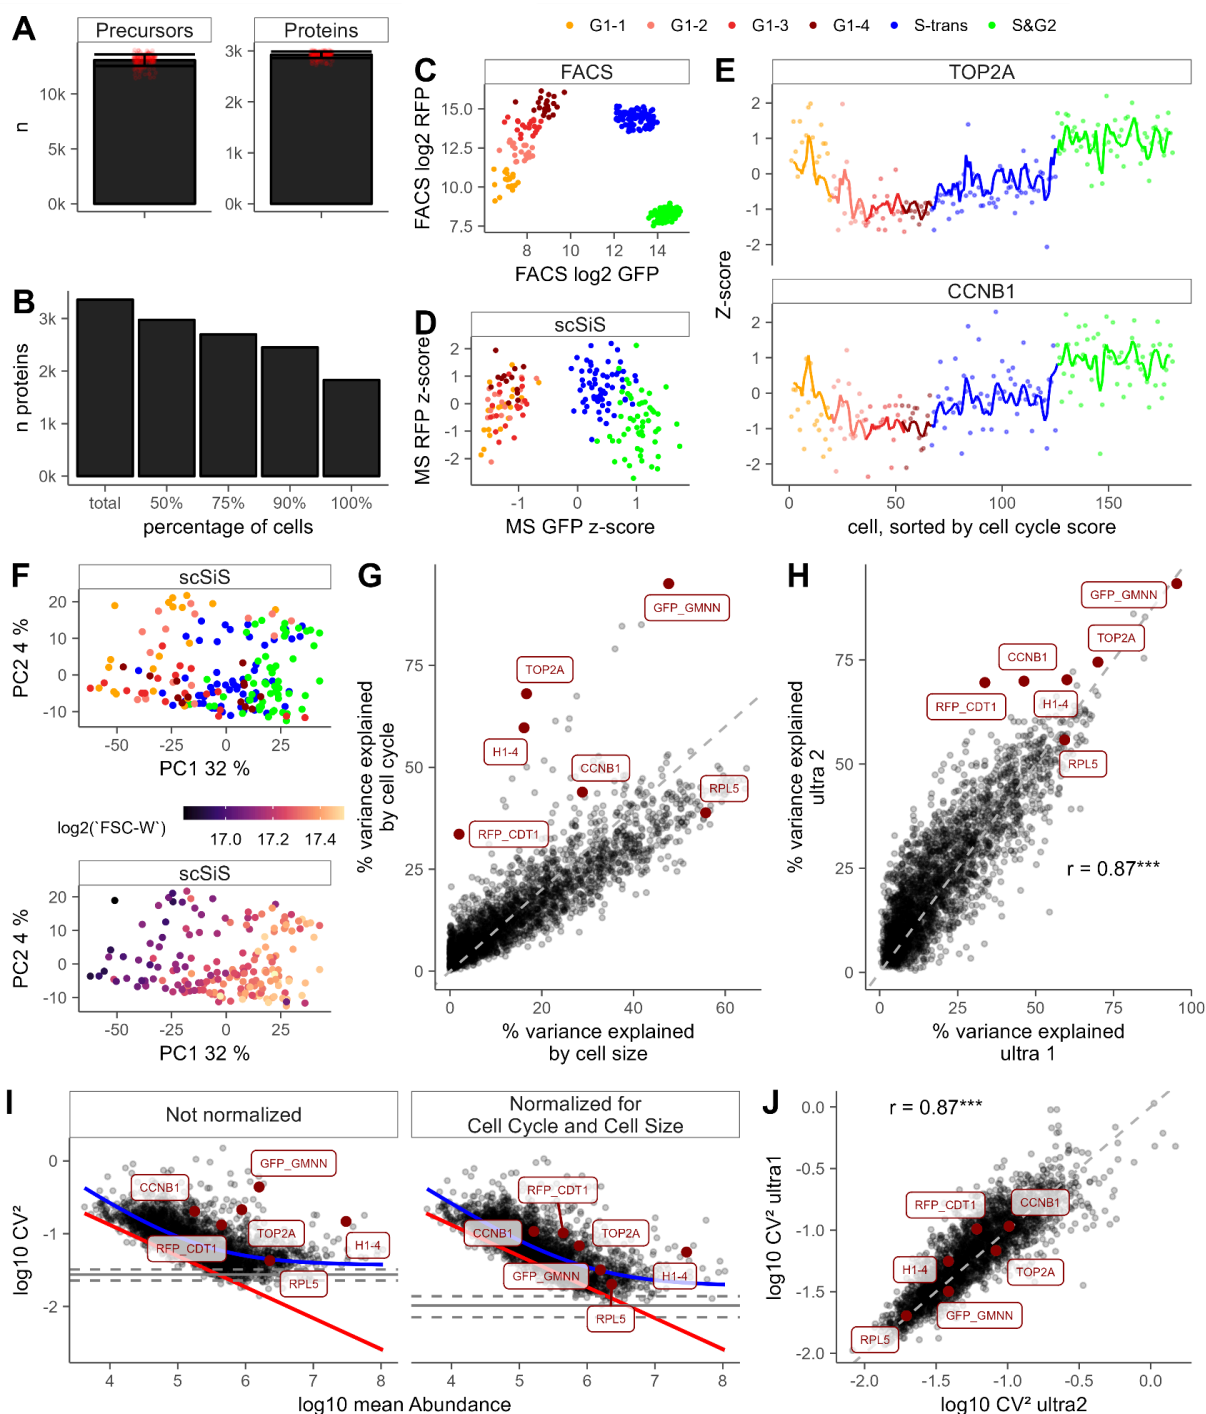 G1-1 G1-2 G1-3 G1-4 S-trans S&G2
A
Precursors
Proteins
n
10k
5k
0k
3k
2k
1k
0k
B
n proteins
3k
2k
1k
0k
total 50% 75% 90% 100%
percentage of cells
C
FACS
FACS log2 RFP
15.0
12.5
10.0
7.5
8 10 12 14
FACS log2 GFP
D
scSiS
MS RFP z-score
2
1
0
-1
-2
-1 0 1
MS GFP z-score
E
TOP2A
Z-score
2
1
0
-1
-2
CCNB1
2
1
0
-1
-2
0 50 100 150
cell, sorted by cell cycle score
F
scSiS
PC2 4 %
20
10
0
-10
-50 -25 0 25
PC1 32 %
log2(`FSC-W`)
17.0 17.2 17.4
scSiS
PC2 4 %
20
10
0
-10
-50 -25 0 25
PC1 32 %
G
% variance explained
by cell cycle
75
50
25
0
GFP_GMNN
TOP2A
H1-4
CCNB1
RPL5
RFP_CDT1
0 20 40 60
% variance explained
by cell size
H
% variance explained
ultra 2
75
50
25
0
GFP_GMNN
TOP2A
CCNB1
RFP_CDT1
H1-4
RPL5
r = 0.87***
0 25 50 75 100
% variance explained
ultra 1
I
Not normalized
log10 CV²
0
-1
-2
GFP_GMNN
CCNB1
TOP2A
RFP_CDT1
H1-4
RPL5
4 5 6 7 8
Normalized for
Cell Cycle and Cell Size
RFP_CDT1
CCNB1
TOP2A
GFP_GMNN
H1-4
RPL5
4 5 6 7 8
log10 mean Abundance
J
log10 CV² ultra1
r = 0.87***
0.0
-0.5
-1.0
-1.5
-2.0
RFP_CDT1
CCNB1
H1-4
TOP2A
GFP_GMNN
RPL5
-2.0 -1.5 -1.0 -0.5 0.0
log10 CV² ultra2